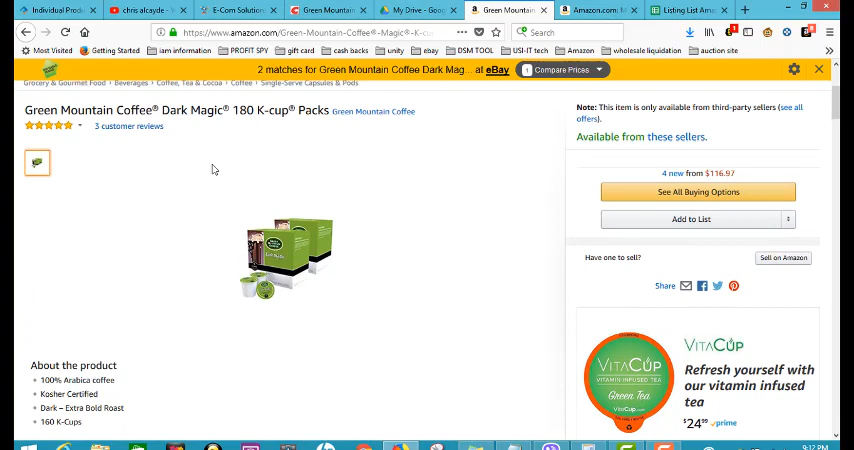 Individual Produ
chris alcayde - W
E-Com Solution
Green Mountain
My Drive - Goog
Green Mountain
Amazon.com: M
Listing List Ama
https://www.amazon.com/Green-Mountain-Coffee®-Magic®-K-cu
Search
Most Visited
Getting Started
iam information
PROFIT SPY
gift card
cash backs
untuq
ebay
DSM TOOL
USI-IT tech
Amazon
wholesale liquidation
auction site
2 matches for Green Mountain Coffee Dark Mag... at eBay
1 Compare Prices
Grocery & Gourmet Food › Beverages › Coffee, Tea & Cocoa › Coffee › Single-Serve Capsules & Pods
Green Mountain Coffee® Dark Magic® 180 K-cup® Packs Green Mountain Coffee
3 customer reviews
About the product
100% Arabica coffee
Kosher Certified
Dark – Extra Bold Roast
160 K-Cups
Note: This item is only available from third-party sellers (see all
offers).
Available from these sellers.
4 new from $116.97
See All Buying Options
Add to List
Have one to sell?
Sell on Amazon
Share
VITACUP
VITACUP
VITAMIN INFUSED TEA
Green Tea
VitaCup.com
Refresh yourself with
our vitamin infused
tea
$24.99 prime
9:12 PM